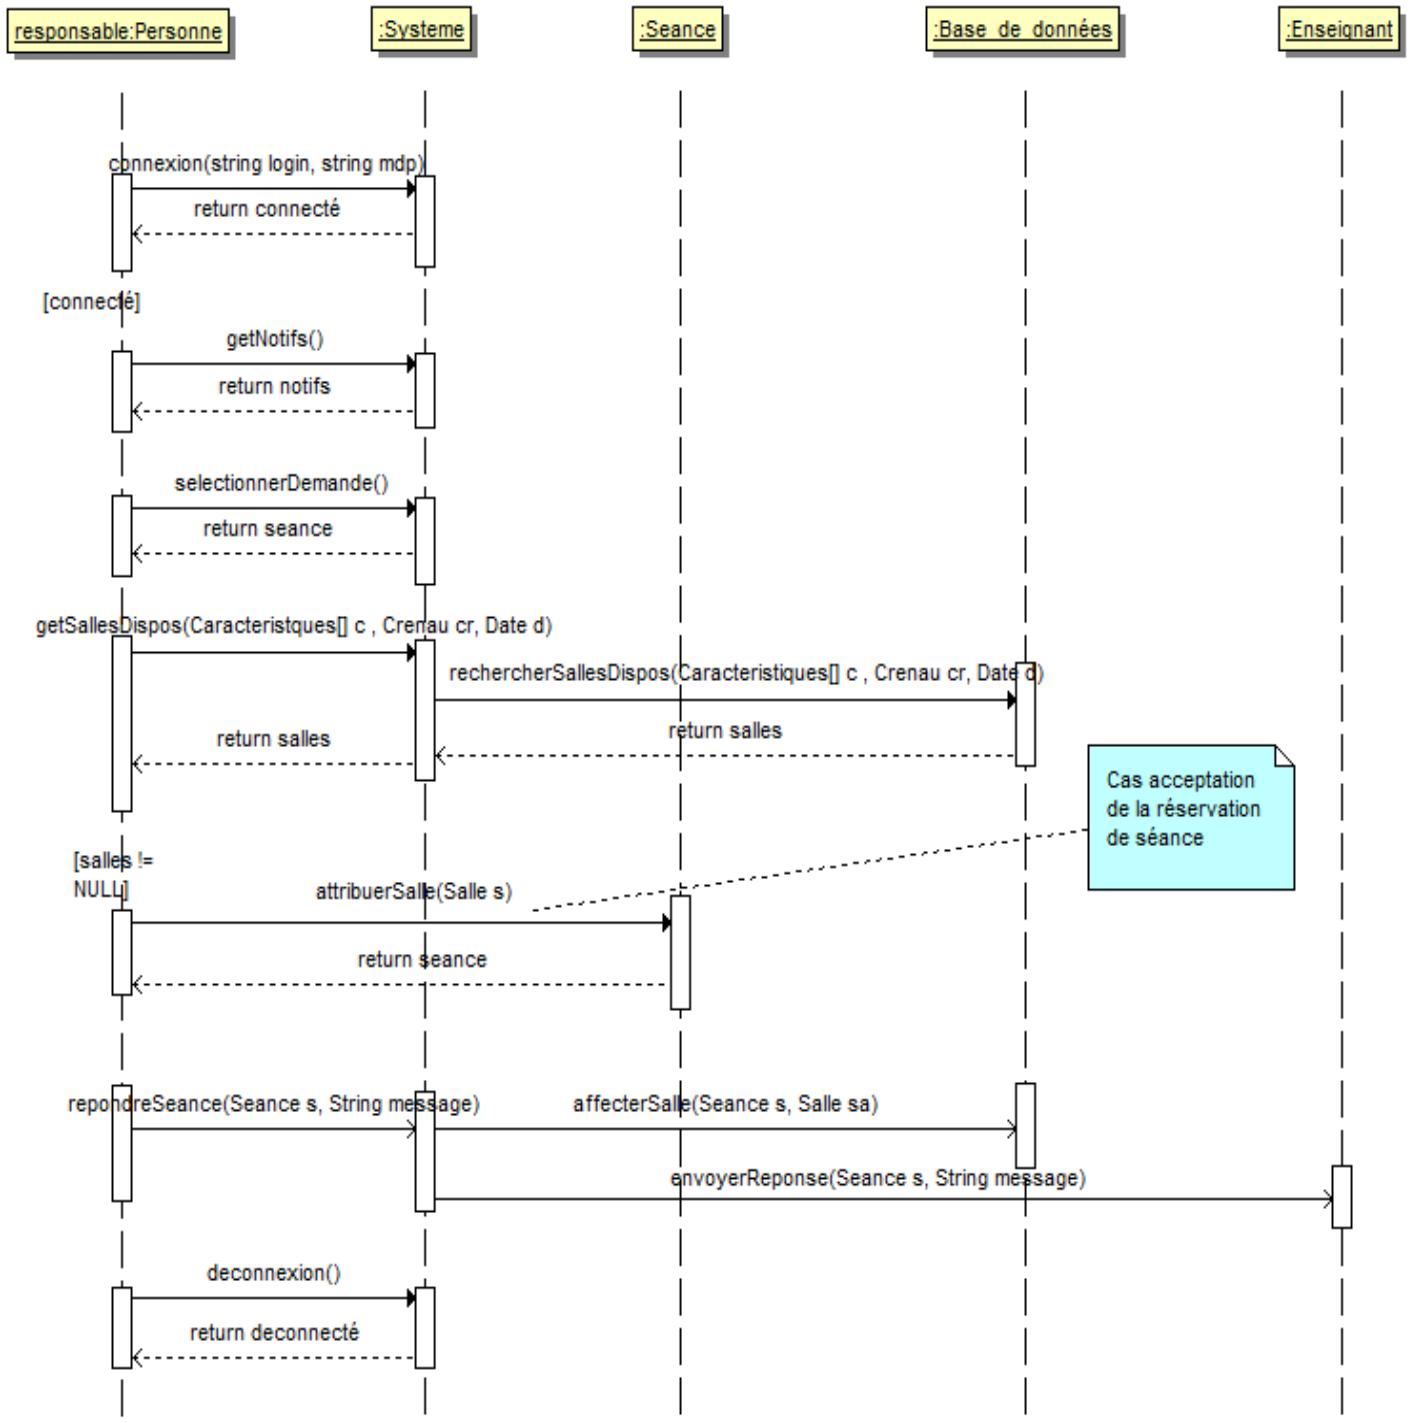 responsable:Personne
:Systeme
:Seance
:Base_de_données
:Enseignant
connexion(string login, string mdp)
return connecté
[connecté]
getNotifs()
return notifs
selectionnerDemande()
return seance
getSallesDispos(Caracteristques[] c , Crenau cr, Date d)
rechercherSallesDispos(Caracteristiques[] c , Crenau cr, Date d)
return salles
return salles
Cas acceptation
de la réservation
de séance
[salles !=
NULL]
attribuerSalle(Salle s)
return seance
repondreSeance(Seance s, String message)
affecterSalle(Seance s, Salle sa)
envoyerReponse(Seance s, String message)
deconnexion()
return deconnecté